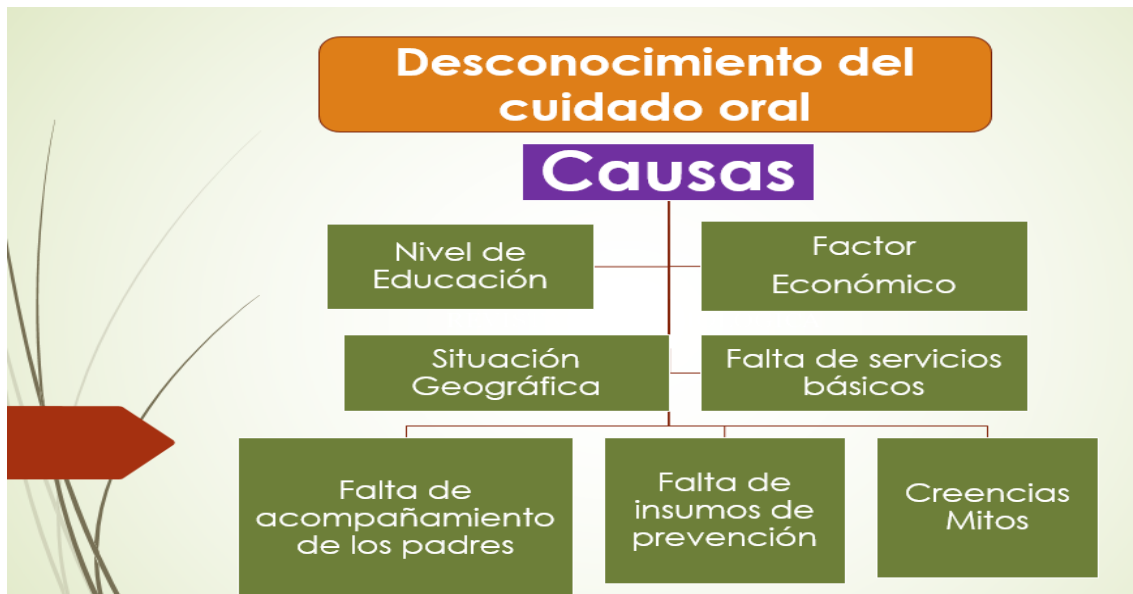 Desconocimiento del
cuidado oral
Causas
Nivel de
Educación
Factor
Económico
Situación
Geográfica
Falta de servicios
básicos
Falta de
acompañamiento
de los padres
Falta de
insumos de
prevención
Creencias
Mitos